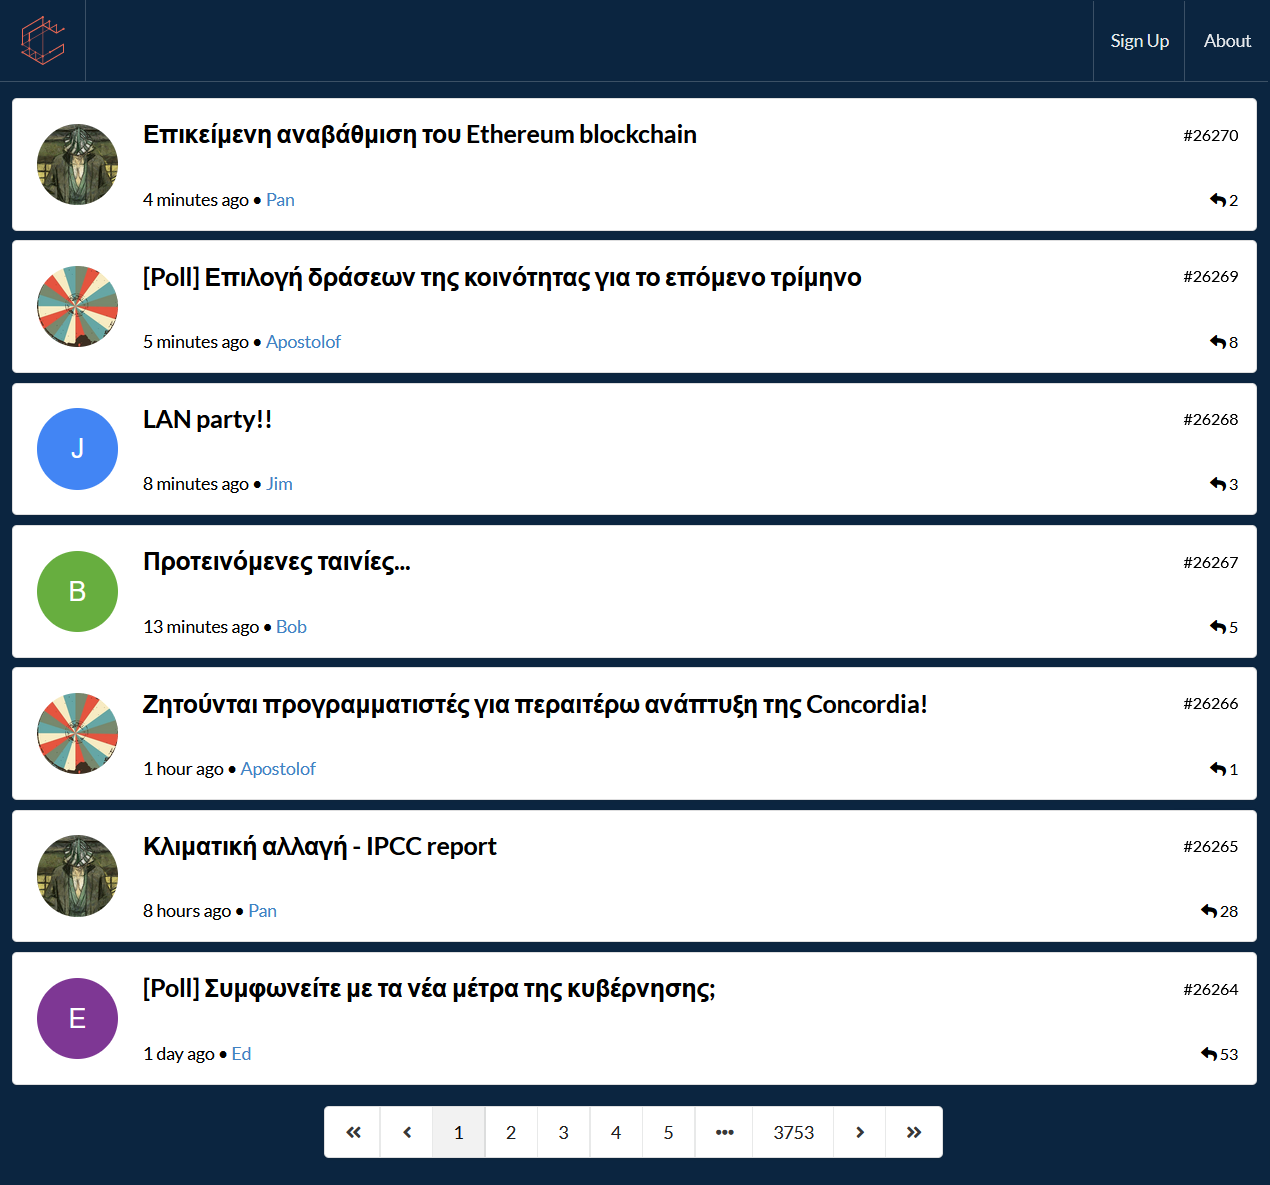 Sign Up
About
Επικείμενη αναβάθμιση του Ethereum blockchain
#26270
4 minutes ago • Pan
2
[Poll] Επιλογή δράσεων της κοινότητας για το επόμενο τρίμηνο
#26269
5 minutes ago • Apostolof
8
J
LAN party!!
#26268
8 minutes ago • Jim
3
B
Προτεινόμενες ταινίες...
#26267
13 minutes ago • Bob
5
Ζητούνται προγραμματιστές για περαιτέρω ανάπτυξη της Concordia!
#26266
1 hour ago • Apostolof
1
Κλιματική αλλαγή - IPCC report
#26265
8 hours ago • Pan
28
E
[Poll] Συμφωνείτε με τα νέα μέτρα της κυβέρνησης;
#26264
1 day ago • Ed
53
« ‹ 1 2 3 4 5 ••• 3753 › »